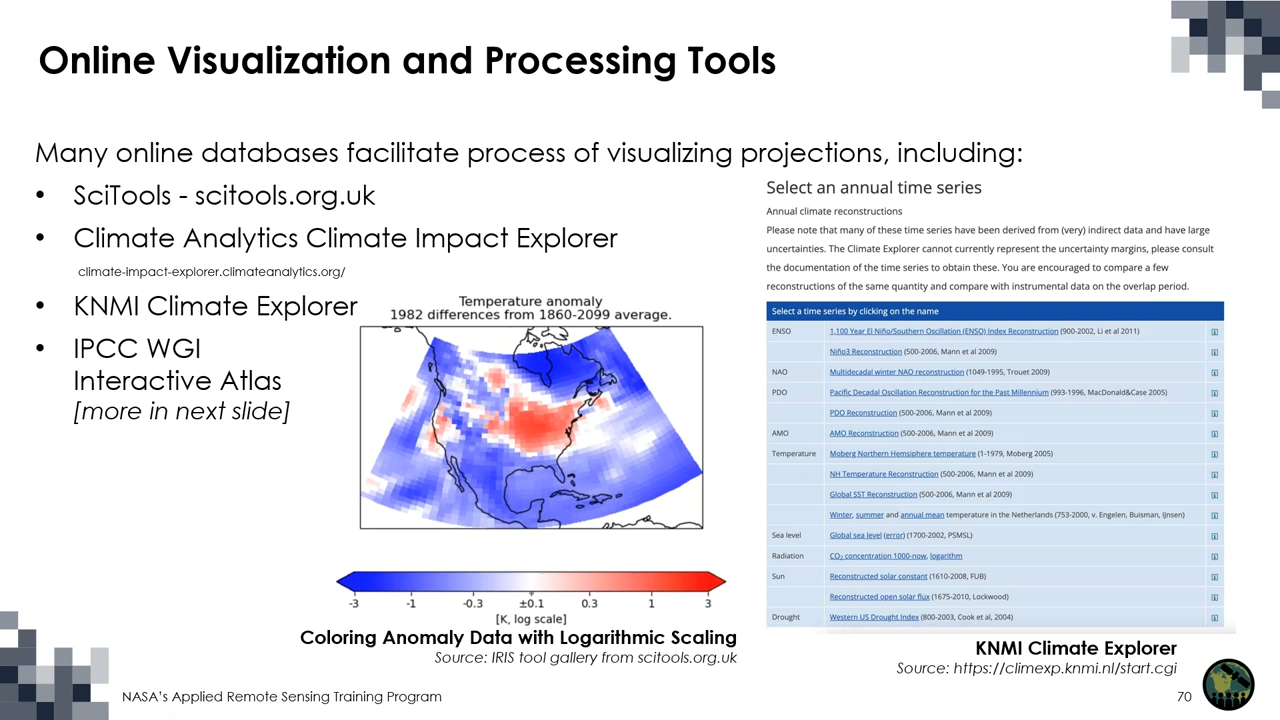 Online Visualization and Processing Tools
Many online databases facilitate process of visualizing projections, including:
• SciTools - scitools.org.uk
• Climate Analytics Climate Impact Explorer
climate-impact-explorer.climateanalytics.org/
• KNMI Climate Explorer
• IPCC WGI
Interactive Atlas
[more in next slide]
Temperature anomaly
1982 differences from 1860-2099 average.
-3 -1 -0.3 ±0.1 0.3 1 3
[K, log scale]
Coloring Anomaly Data with Logarithmic Scaling
Source: IRIS tool gallery from scitools.org.uk
Select an annual time series
Annual climate reconstructions
Please note that many of these time series have been derived from (very) indirect data and have large
uncertainties. The Climate Explorer cannot currently represent the uncertainty margins, please consult
the documentation of the time series to obtain these. You are encouraged to compare a few
reconstructions of the same quantity and compare with instrumental data on the overlap period.
Select a time series by clicking on the name
ENSO 1,100 Year El Niño/Southern Oscillation (ENSO) Index Reconstruction (900-2002, Li et al 2011)
Niño3 Reconstruction (500-2006, Mann et al 2009)
NAO Multidecadal winter NAO reconstruction (1049-1995, Trouet 2009)
PDO Pacific Decadal Oscillation Reconstruction for the Past Millennium (993-1996, MacDonald&Case 2005)
PDO Reconstruction (500-2006, Mann et al 2009)
AMO AMO Reconstruction (500-2006, Mann et al 2009)
Temperature Moberg Northern Hemsiphere temperature (1-1979, Moberg 2005)
NH Temperature Reconstruction (500-2006, Mann et al 2009)
Global SST Reconstruction (500-2006, Mann et al 2009)
Winter, summer and annual mean temperature in the Netherlands (753-2000, v. Engelen, Buisman, IJnsen)
Sea level Global sea level (error) (1700-2002, PSMSL)
Radiation CO₂ concentration 1000-now, logarithm
Sun Reconstructed solar constant (1610-2008, FUB)
Reconstructed open solar flux (1675-2010, Lockwood)
Drought Western US Drought Index (800-2003, Cook et al, 2004)
KNMI Climate Explorer
Source: https://climexp.knmi.nl/start.cgi
NASA's Applied Remote Sensing Training Program
70